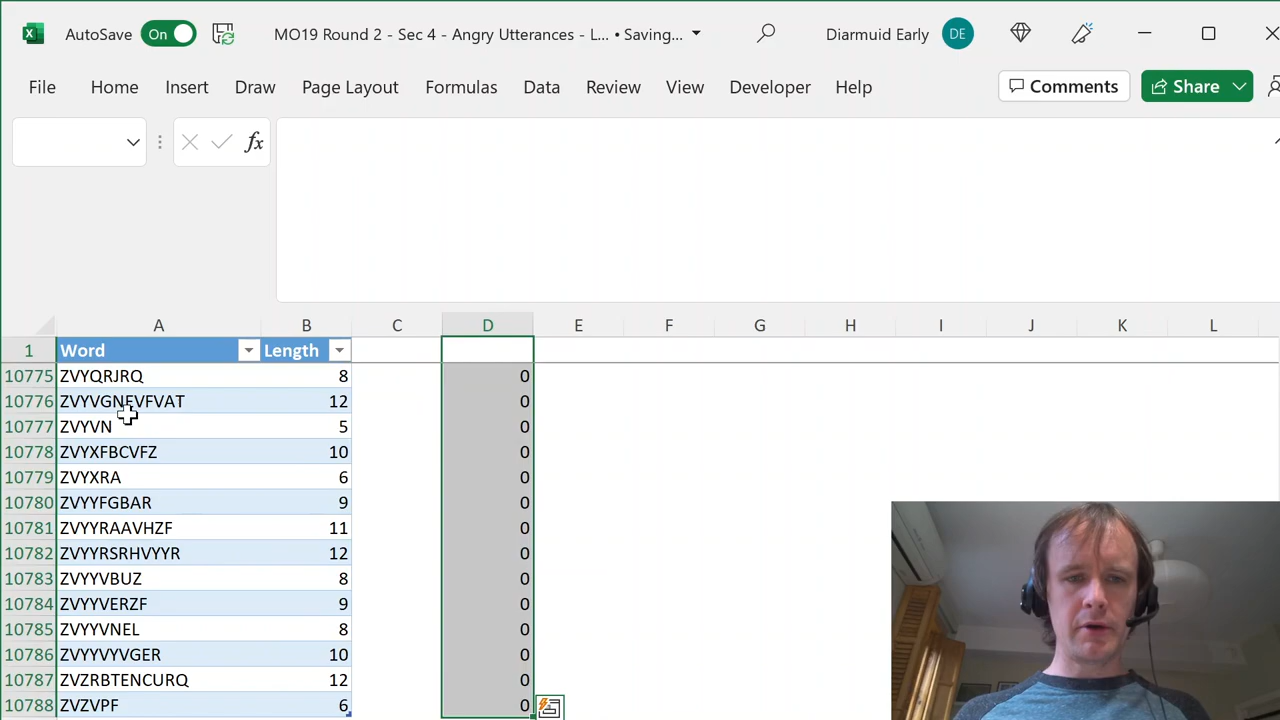 AutoSave On MO19 Round 2 - Sec 4 - Angry Utterances - L... • Saving... Diarmuid Early DE
File Home Insert Draw Page Layout Formulas Data Review View Developer Help Comments Share
fx
A B C D E F G H I J K L
1 Word Length
10775 ZVYQRJRQ 8 0
10776 ZVYVGNEVFVAT 12 0
10777 ZVYVN 5 0
10778 ZVYXFBCVFZ 10 0
10779 ZVYXRA 6 0
10780 ZVYYFGBAR 9 0
10781 ZVYYRAAVHZF 11 0
10782 ZVYYRSRHVYYR 12 0
10783 ZVYYVBUZ 8 0
10784 ZVYYVERZF 9 0
10785 ZVYYVNEL 8 0
10786 ZVYYVYVGER 10 0
10787 ZVZRBTENCURQ 12 0
10788 ZVZVPF 6 0